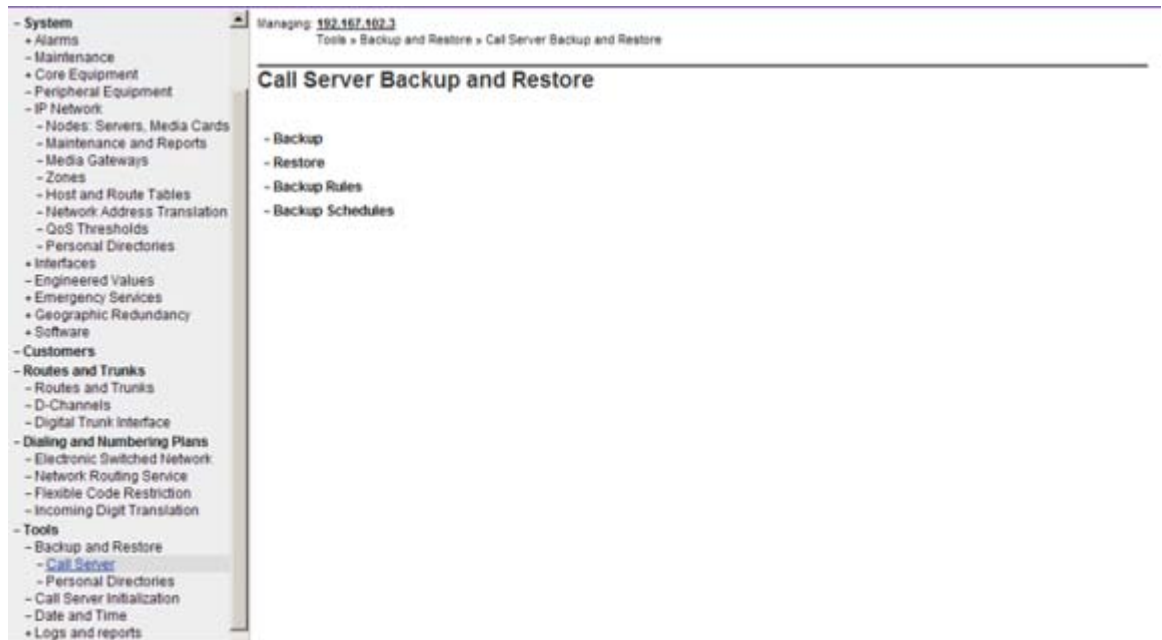 - System
+ Alarms
- Maintenance
+ Core Equipment
- Peripheral Equipment
- IP Network
- Nodes: Servers, Media Cards
- Maintenance and Reports
- Media Gateways
- Zones
- Host and Route Tables
- Network Address Translation
- QoS Thresholds
- Personal Directories
+ Interfaces
- Engineered Values
+ Emergency Services
+ Geographic Redundancy
+ Software
- Customers
- Routes and Trunks
- Routes and Trunks
- D-Channels
- Digital Trunk Interface
- Dialing and Numbering Plans
- Electronic Switched Network
- Network Routing Service
- Flexible Code Restriction
- Incoming Digit Translation
- Tools
- Backup and Restore
- Call Server
- Personal Directories
- Call Server Initialization
- Date and Time
+ Logs and reports
Managing: 192.167.102.3
Tools » Backup and Restore » Call Server Backup and Restore
Call Server Backup and Restore
- Backup
- Restore
- Backup Rules
- Backup Schedules